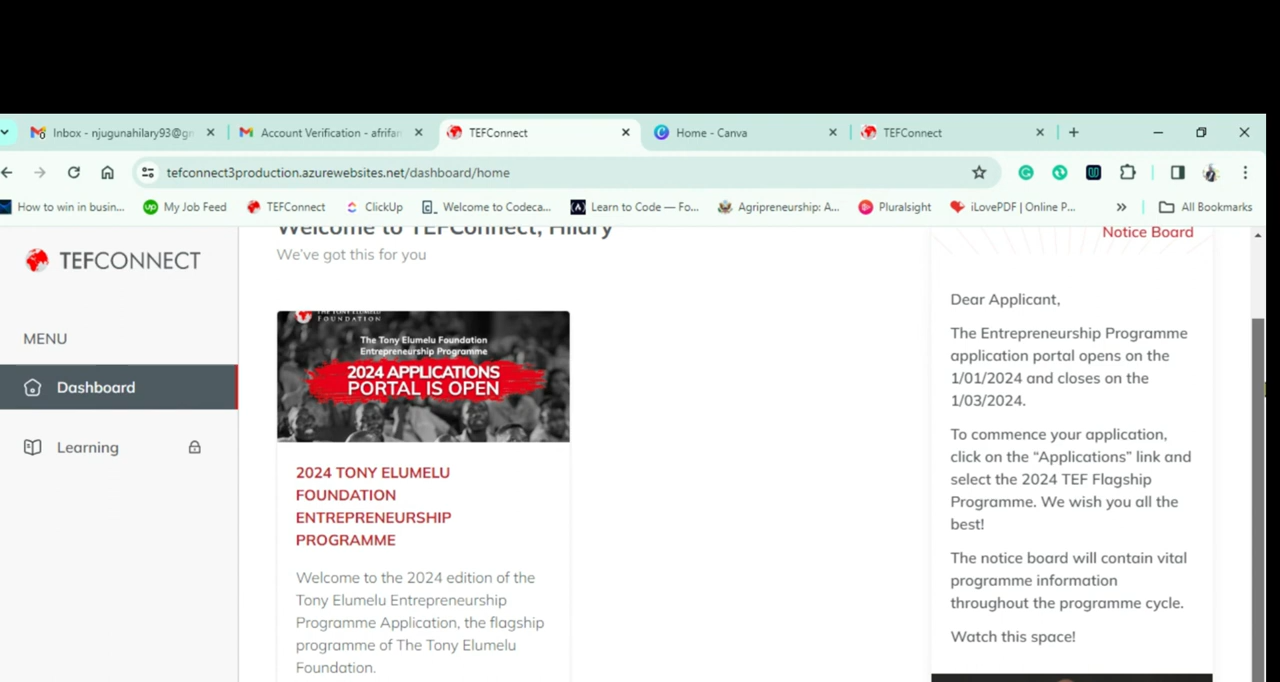 Inbox - njugunahilary93@gm
Account Verification - afrifan
TEFConnect
Home - Canva
TEFConnect
tefconnect3production.azurewebsites.net/dashboard/home
How to win in busin...
My Job Feed
TEFConnect
ClickUp
Welcome to Codeca...
Learn to Code — Fo...
Agripreneurship: A...
Pluralsight
iLovePDF | Online P...
All Bookmarks
TEFCONNECT
MENU
Dashboard
Learning
Welcome to TEFConnect, Hilary
We've got this for you
THE TONY ELUMELU
FOUNDATION
The Tony Elumelu Foundation
Entrepreneurship Programme
2024 APPLICATIONS
PORTAL IS OPEN
2024 TONY ELUMELU
FOUNDATION
ENTREPRENEURSHIP
PROGRAMME
Welcome to the 2024 edition of the
Tony Elumelu Entrepreneurship
Programme Application, the flagship
programme of The Tony Elumelu
Foundation.
Notice Board
Dear Applicant,
The Entrepreneurship Programme
application portal opens on the
1/01/2024 and closes on the
1/03/2024.
To commence your application,
click on the “Applications” link and
select the 2024 TEF Flagship
Programme. We wish you all the
best!
The notice board will contain vital
programme information
throughout the programme cycle.
Watch this space!